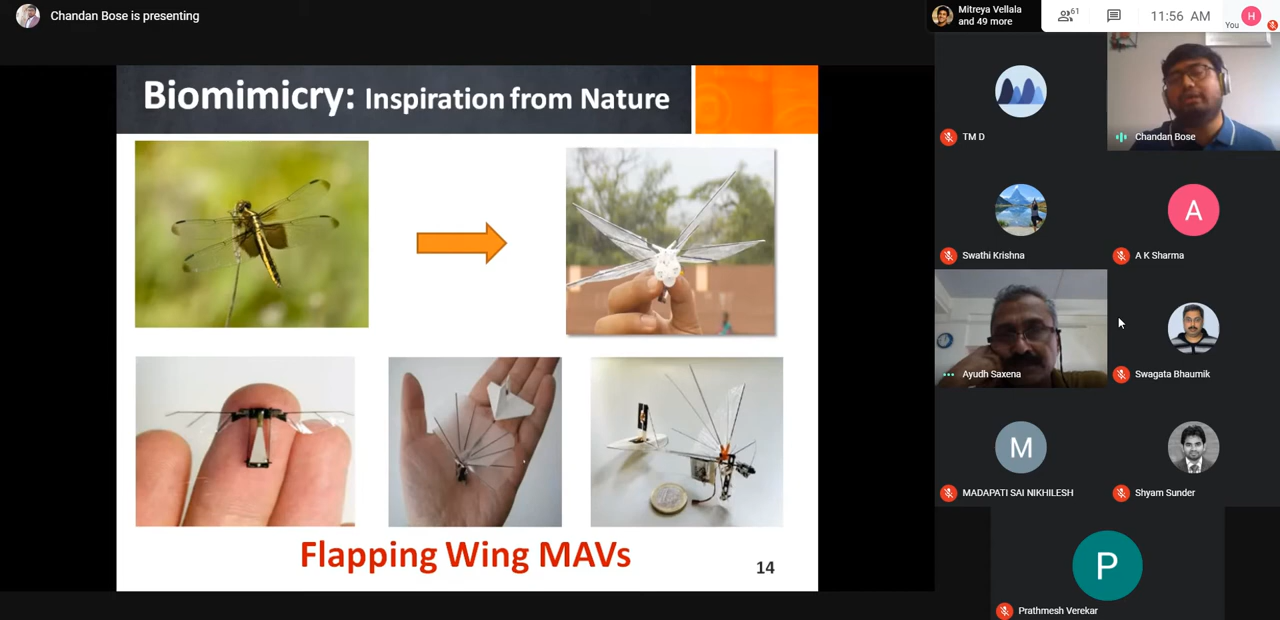 Chandan Bose is presenting
Mitreya Vellala
and 49 more
61
11:56 AM
You
H
Biomimicry: Inspiration from Nature
Flapping Wing MAVs
14
TM D
Chandan Bose
Swathi Krishna
A
A K Sharma
Ayudh Saxena
Swagata Bhaumik
M
MADAPATI SAI NIKHILESH
Shyam Sunder
P
Prathmesh Verekar